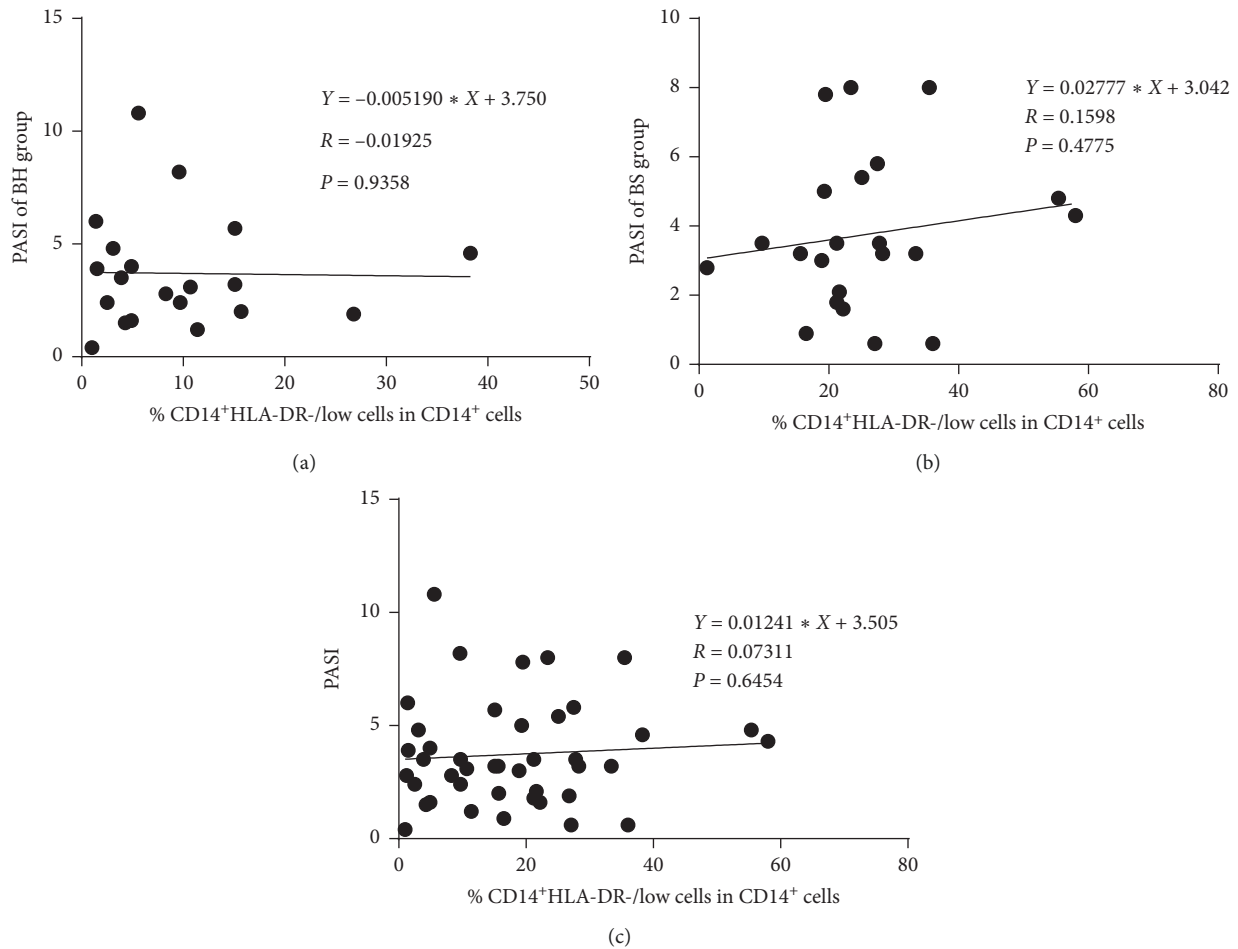 15
10
5
0
PASI of BH group
Y = –0.005190 * X + 3.750
R = –0.01925
P = 0.9358
0 10 20 30 40 50
% CD14⁺HLA-DR-/low cells in CD14⁺ cells
(a)
10
8
6
4
2
0
PASI of BS group
Y = 0.02777 * X + 3.042
R = 0.1598
P = 0.4775
0 20 40 60 80
% CD14⁺HLA-DR-/low cells in CD14⁺ cells
(b)
15
10
5
0
PASI
Y = 0.01241 * X + 3.505
R = 0.07311
P = 0.6454
0 20 40 60 80
% CD14⁺HLA-DR-/low cells in CD14⁺ cells
(c)